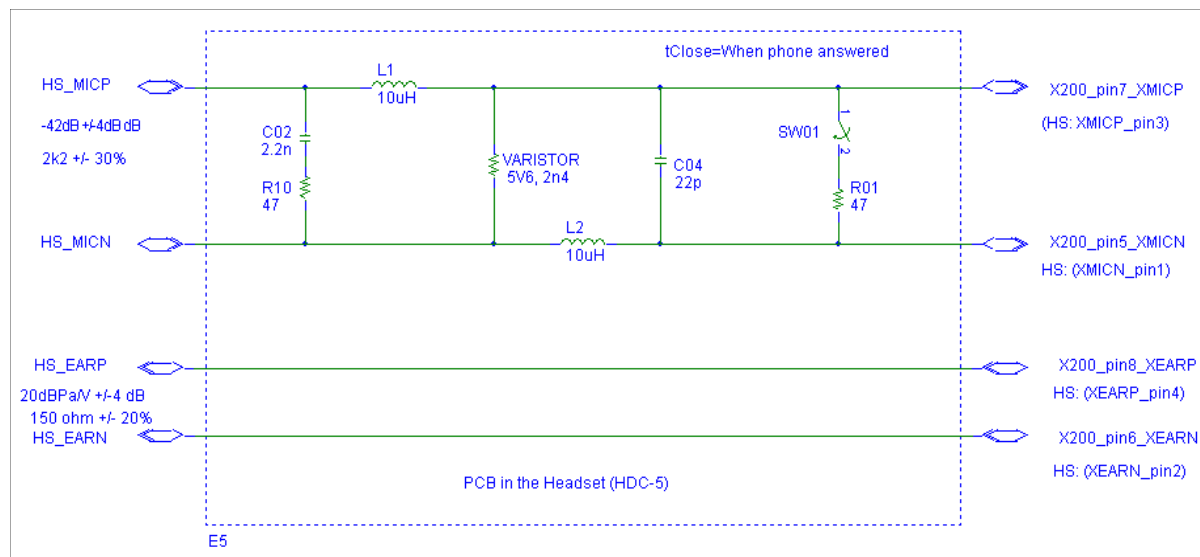 tClose=When phone answered
HS_MICP
L1
10uH
X200_pin7_XMICP
-42dB +/-4dB dB
(HS: XMICP_pin3)
1
C02
2.2n
SW01
2k2 +/- 30%
2
VARISTOR
5V6, 2n4
C04
22p
R10
47
R01
47
HS_MICN
L2
10uH
X200_pin5_XMICN
HS: (XMICN_pin1)
HS_EARP
X200_pin8_XEARP
20dBPa/V +/-4 dB
HS: (XEARP_pin4)
150 ohm +/- 20%
HS_EARN
X200_pin6_XEARN
HS: (XEARN_pin2)
PCB in the Headset (HDC-5)
E5